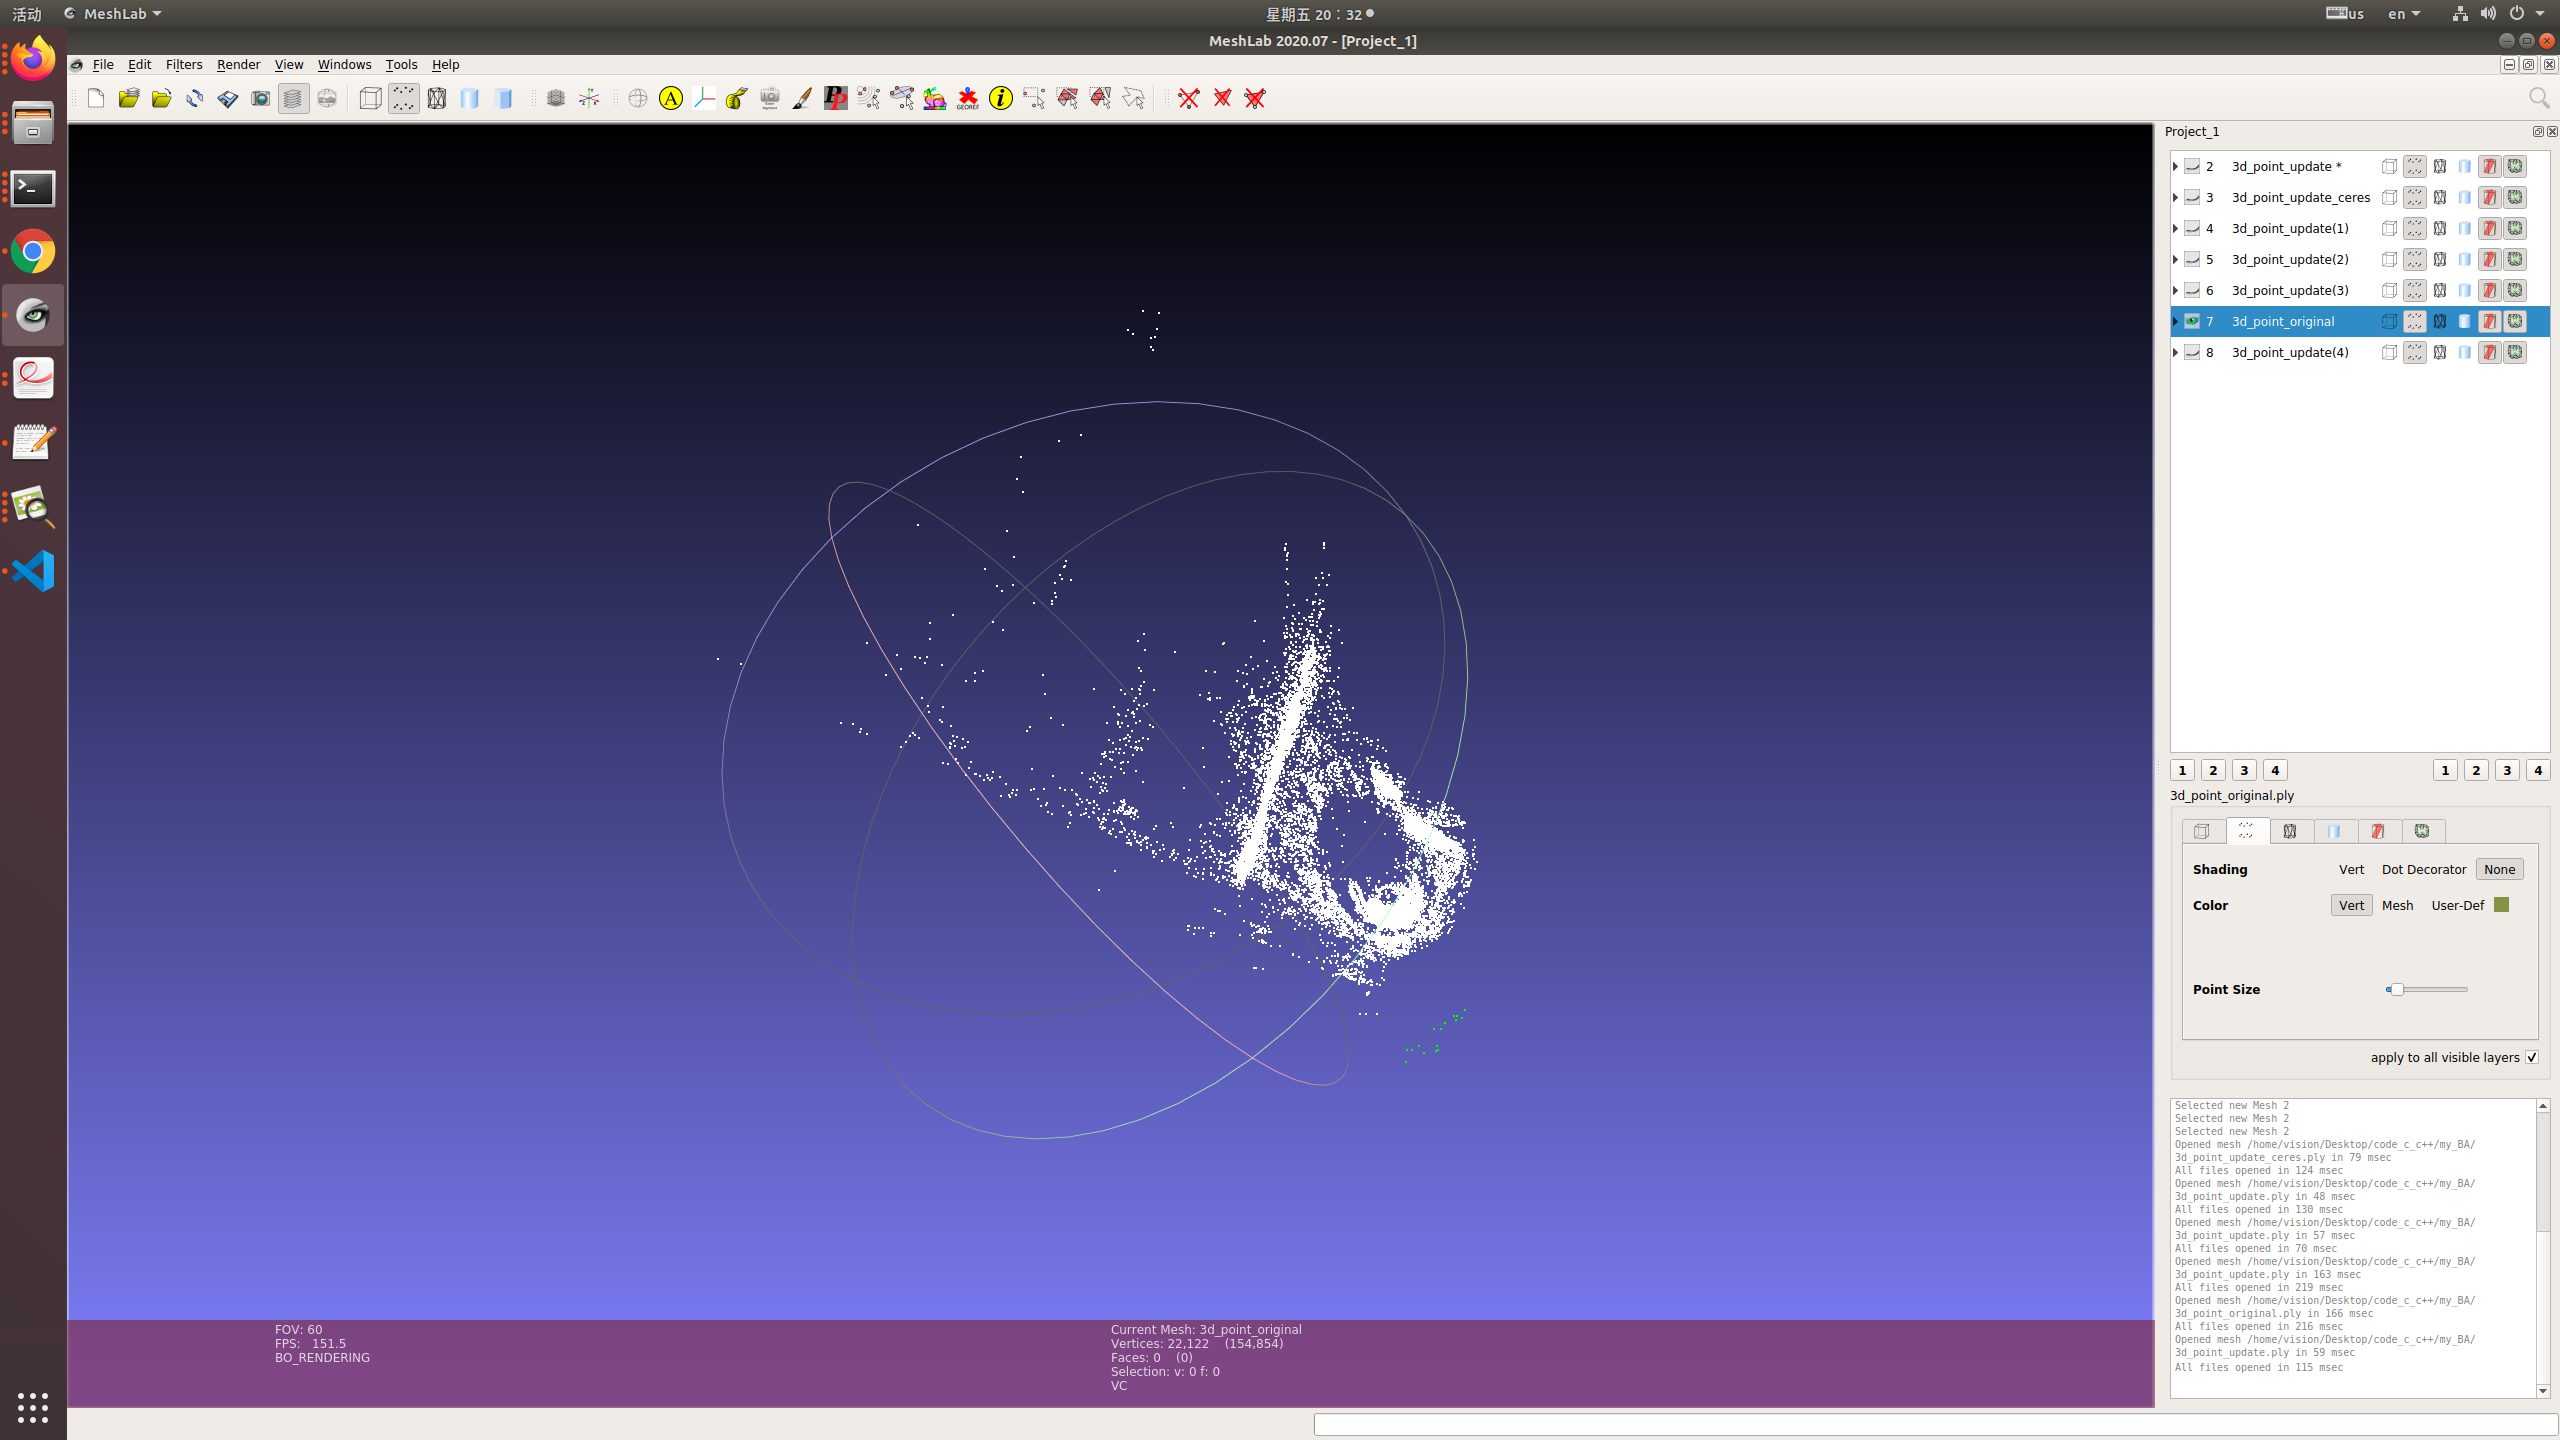 活动
MeshLab
星期五 20：32
us
en
MeshLab 2020.07 - [Project_1]
File Edit Filters Render View Windows Tools Help
A
PP
GEOREF
i
Project_1
2 3d_point_update *
3 3d_point_update_ceres
4 3d_point_update(1)
5 3d_point_update(2)
6 3d_point_update(3)
7 3d_point_original
8 3d_point_update(4)
1 2 3 4 1 2 3 4
3d_point_original.ply
Shading Vert Dot Decorator None
Color Vert Mesh User-Def
Point Size
apply to all visible layers
Selected new Mesh 2
Selected new Mesh 2
Selected new Mesh 2
Opened mesh /home/vision/Desktop/code_c_c++/my_BA/
3d_point_update_ceres.ply in 79 msec
All files opened in 124 msec
Opened mesh /home/vision/Desktop/code_c_c++/my_BA/
3d_point_update.ply in 48 msec
All files opened in 130 msec
Opened mesh /home/vision/Desktop/code_c_c++/my_BA/
3d_point_update.ply in 57 msec
All files opened in 70 msec
Opened mesh /home/vision/Desktop/code_c_c++/my_BA/
3d_point_update.ply in 163 msec
All files opened in 219 msec
Opened mesh /home/vision/Desktop/code_c_c++/my_BA/
3d_point_original.ply in 166 msec
All files opened in 216 msec
Opened mesh /home/vision/Desktop/code_c_c++/my_BA/
3d_point_update.ply in 59 msec
All files opened in 115 msec
FOV: 60
FPS: 151.5
BO_RENDERING
Current Mesh: 3d_point_original
Vertices: 22,122 (154,854)
Faces: 0 (0)
Selection: v: 0 f: 0
VC